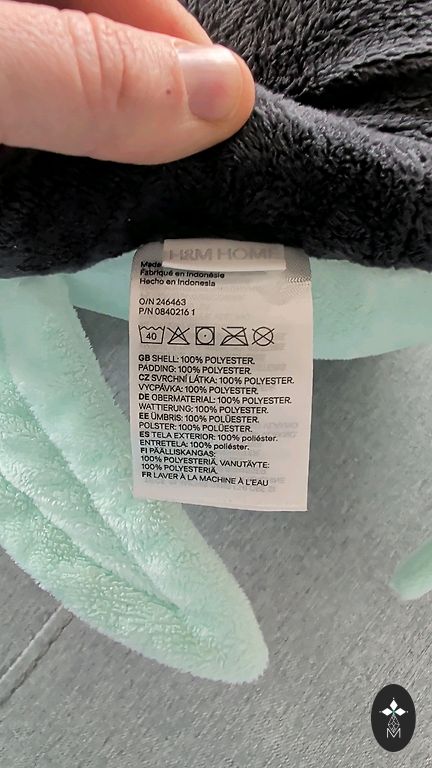 H&M HOME
Made
Fabriqué en Indonésie
Hecho en Indonesia
O/N 246463
P/N 0840216 1
40
GB SHELL: 100% POLYESTER.
PADDING: 100% POLYESTER.
CZ SVRCHNÍ LÁTKA: 100% POLYESTER.
VYCPÁVKA: 100% POLYESTER.
DE OBERMATERIAL: 100% POLYESTER.
WATTIERUNG: 100% POLYESTER.
EE ÜMBRIS: 100% POLÜESTER.
POLSTER: 100% POLÜESTER.
ES TELA EXTERIOR: 100% poliéster.
ENTRETELA: 100% poliéster.
FI PÄÄLLISKANGAS:
100% POLYESTERIÄ. VANUTÄYTE:
100% POLYESTERIÄ.
FR LAVER À LA MACHINE À L'EAU
M